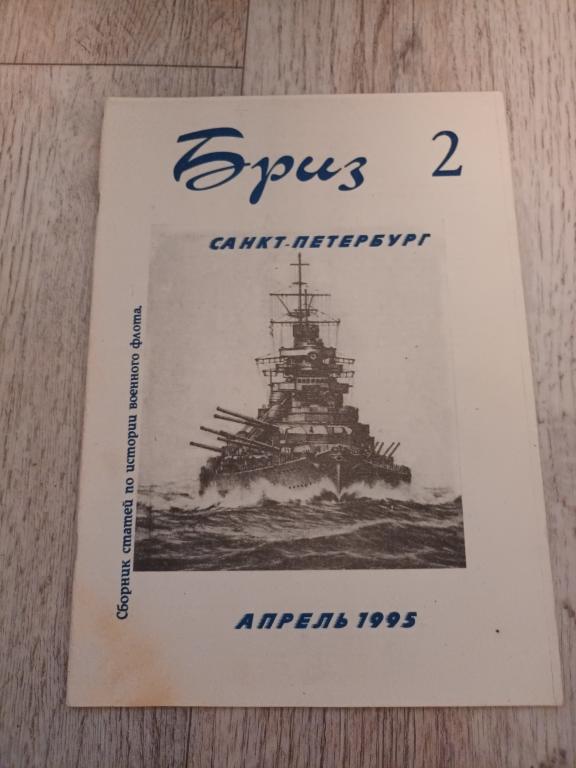 Бриз 2
САНКТ-ПЕТЕРБУРГ
Сборник статей по истории военного флота.
АПРЕЛЬ 1995